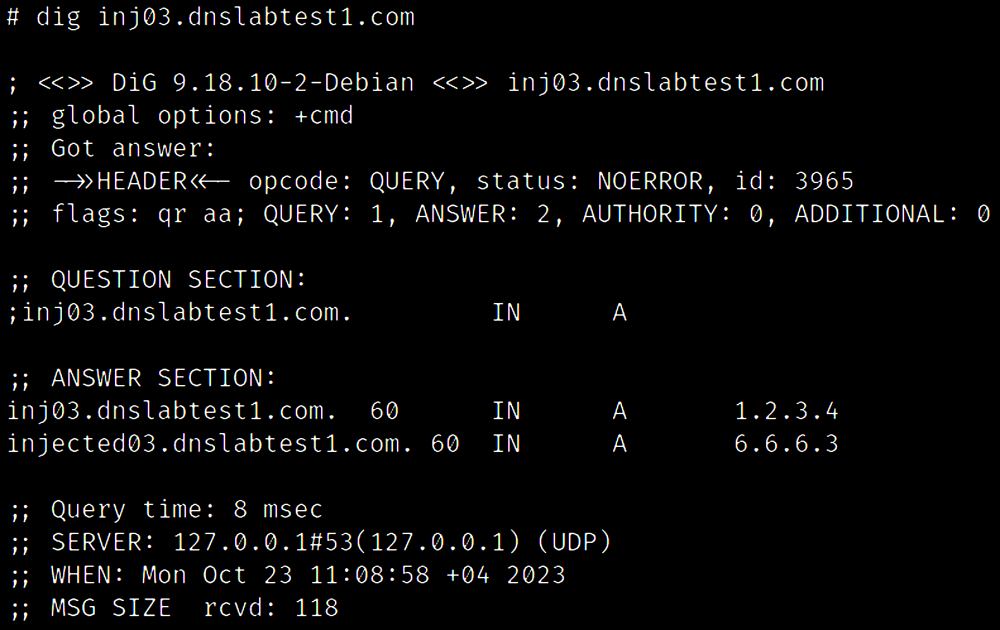 # dig inj03.dnslabtest1.com
; <<>> DiG 9.18.10-2-Debian <<>> inj03.dnslabtest1.com
;; global options: +cmd
;; Got answer:
;; ->>HEADER<<- opcode: QUERY, status: NOERROR, id: 3965
;; flags: qr aa; QUERY: 1, ANSWER: 2, AUTHORITY: 0, ADDITIONAL: 0
;; QUESTION SECTION:
;inj03.dnslabtest1.com. IN A
;; ANSWER SECTION:
inj03.dnslabtest1.com. 60 IN A 1.2.3.4
injected03.dnslabtest1.com. 60 IN A 6.6.6.3
;; Query time: 8 msec
;; SERVER: 127.0.0.1#53(127.0.0.1) (UDP)
;; WHEN: Mon Oct 23 11:08:58 +04 2023
;; MSG SIZE rcvd: 118